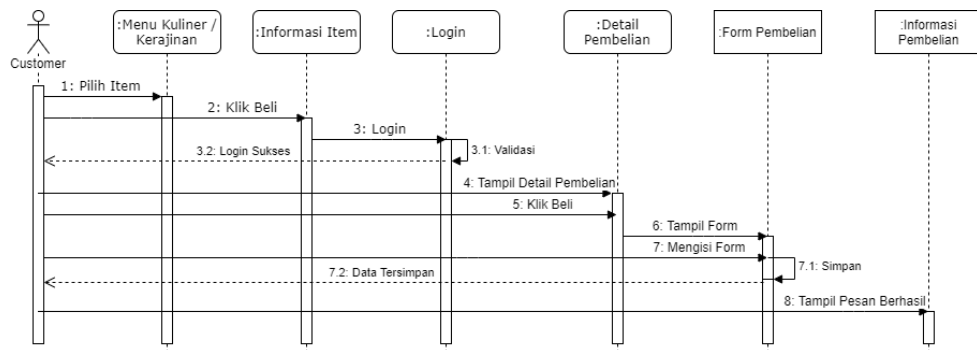 :Menu Kuliner /
Kerajinan
:Informasi Item
:Login
:Detail
Pembelian
:Form Pembelian
:Informasi
Pembelian
Customer
1: Pilih Item
2: Klik Beli
3: Login
3.1: Validasi
3.2: Login Sukses
4: Tampil Detail Pembelian
5: Klik Beli
6: Tampil Form
7: Mengisi Form
7.1: Simpan
7.2: Data Tersimpan
8: Tampil Pesan Berhasil